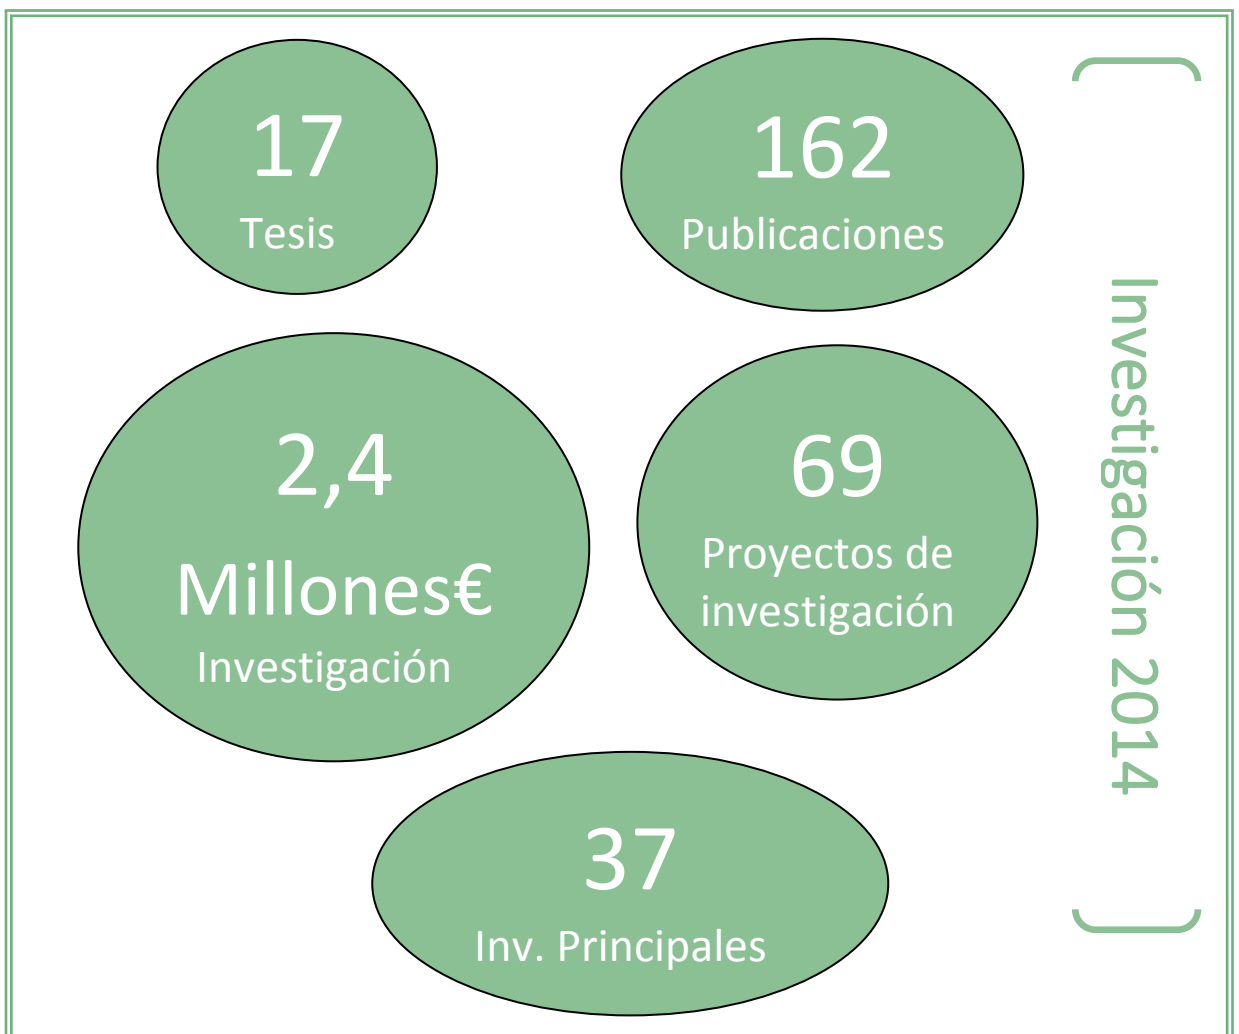 17
Tesis
162
Publicaciones
2,4
Millones€
Investigación
69
Proyectos de
investigación
37
Inv. Principales
Investigación 2014